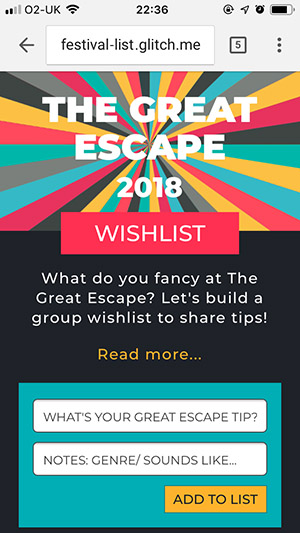 O2-UK 22:36
festival-list.glitch.me 5
THE GREAT
ESCAPE
2018
WISHLIST
What do you fancy at The
Great Escape? Let's build a
group wishlist to share tips!
Read more...
WHAT'S YOUR GREAT ESCAPE TIP?
NOTES: GENRE/ SOUNDS LIKE...
ADD TO LIST